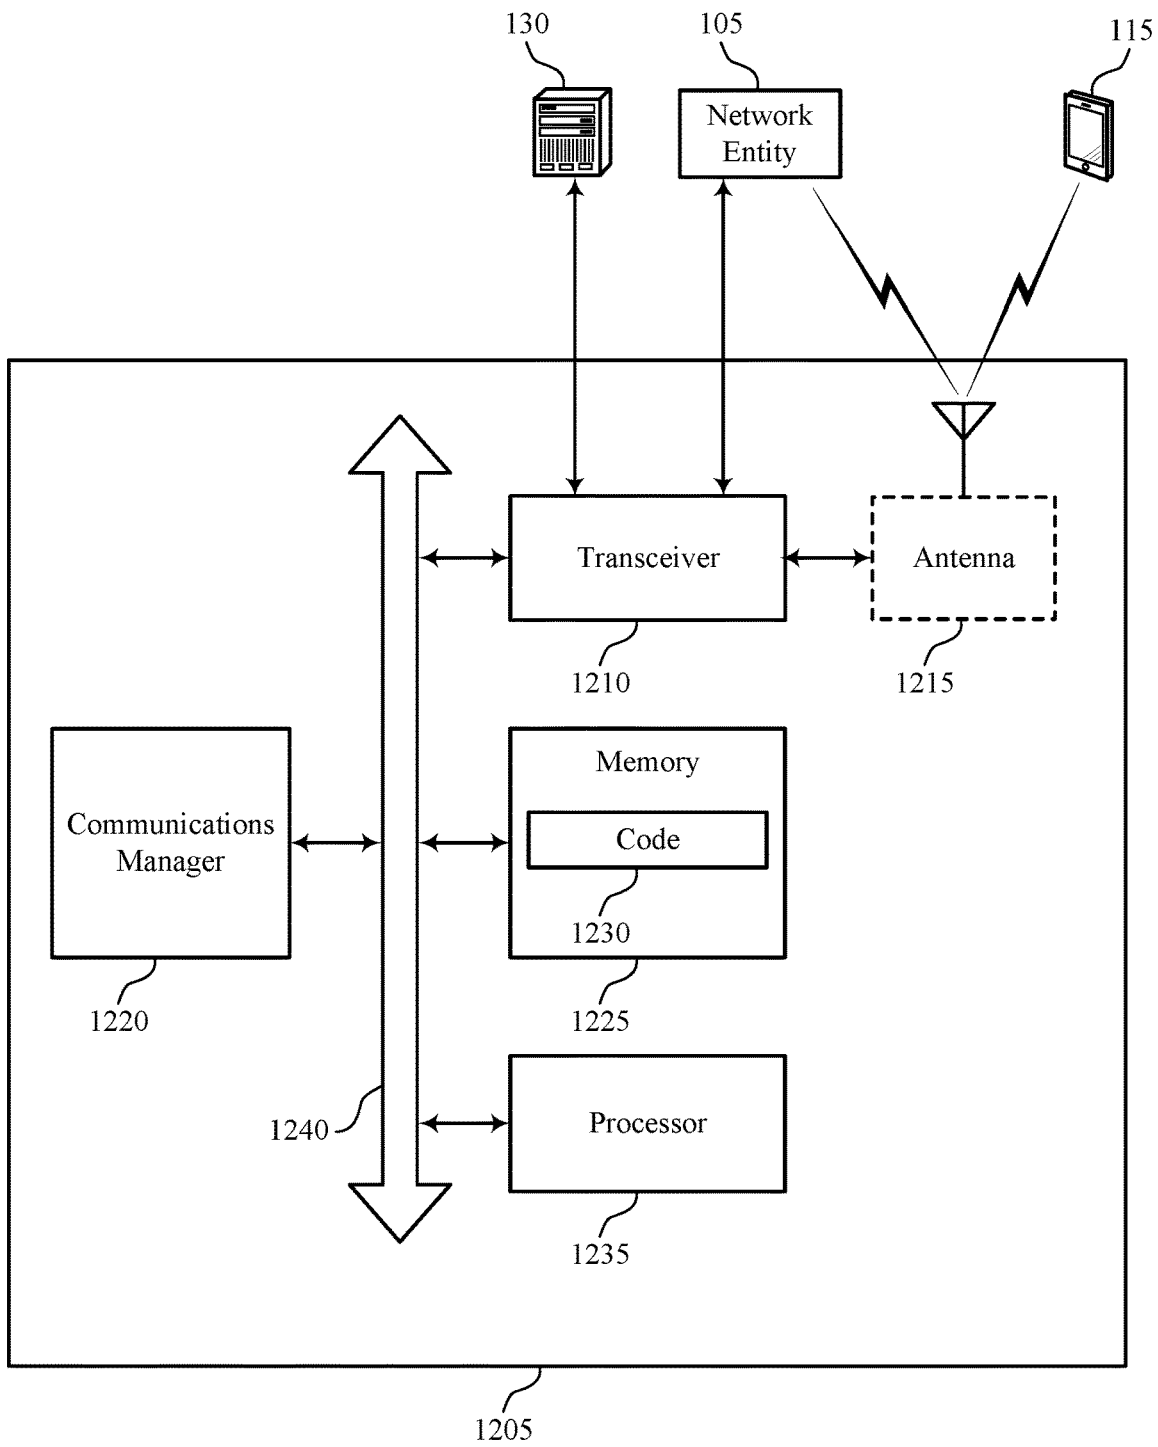 130
105
115
Network
Entity
Transceiver
Antenna
1210
1215
Communications
Manager
Memory
Code
1230
1220
1225
1240
Processor
1235
1205